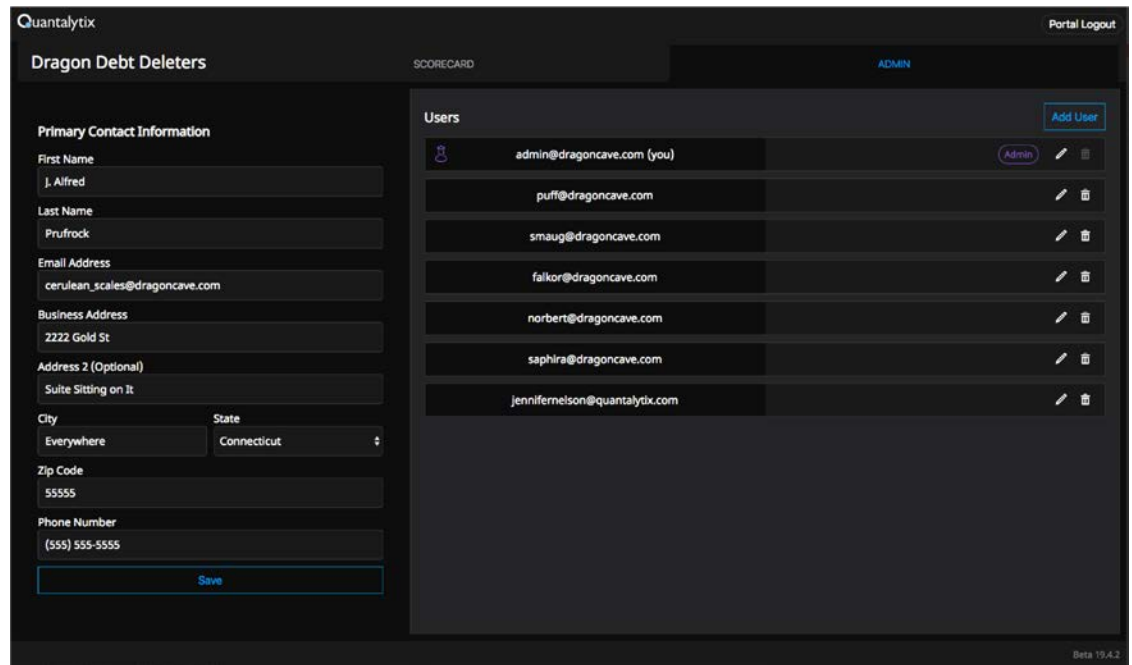 Quantalytix
Portal Logout
Dragon Debt Deleters
SCORECARD
ADMIN
Primary Contact Information
First Name
J. Alfred
Last Name
Prufrock
Email Address
cerulean_scales@dragoncave.com
Business Address
2222 Gold St
Address 2 (Optional)
Suite Sitting on It
City State
Everywhere Connecticut
Zip Code
55555
Phone Number
(555) 555-5555
Save
Users
Add User
admin@dragoncave.com (you) Admin
puff@dragoncave.com
smaug@dragoncave.com
falkor@dragoncave.com
norbert@dragoncave.com
saphira@dragoncave.com
jennifernelson@quantalytix.com
Beta 19.4.2